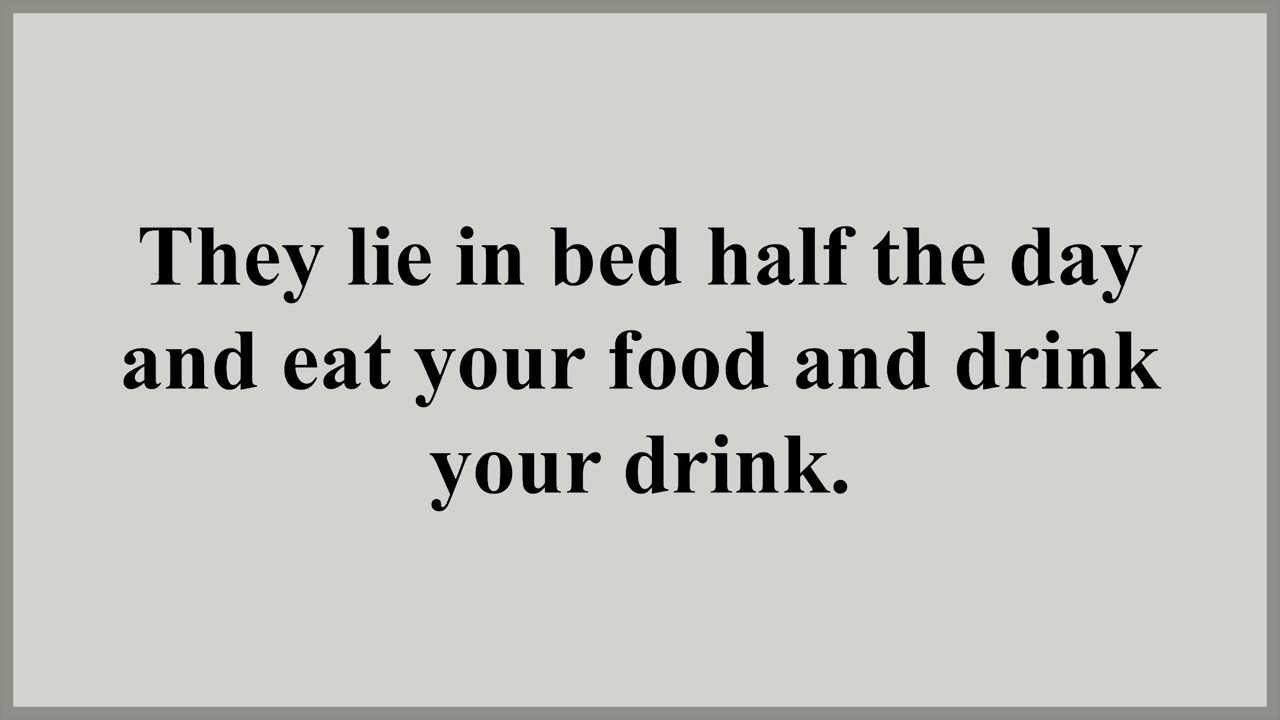 They lie in bed half the day
and eat your food and drink
your drink.